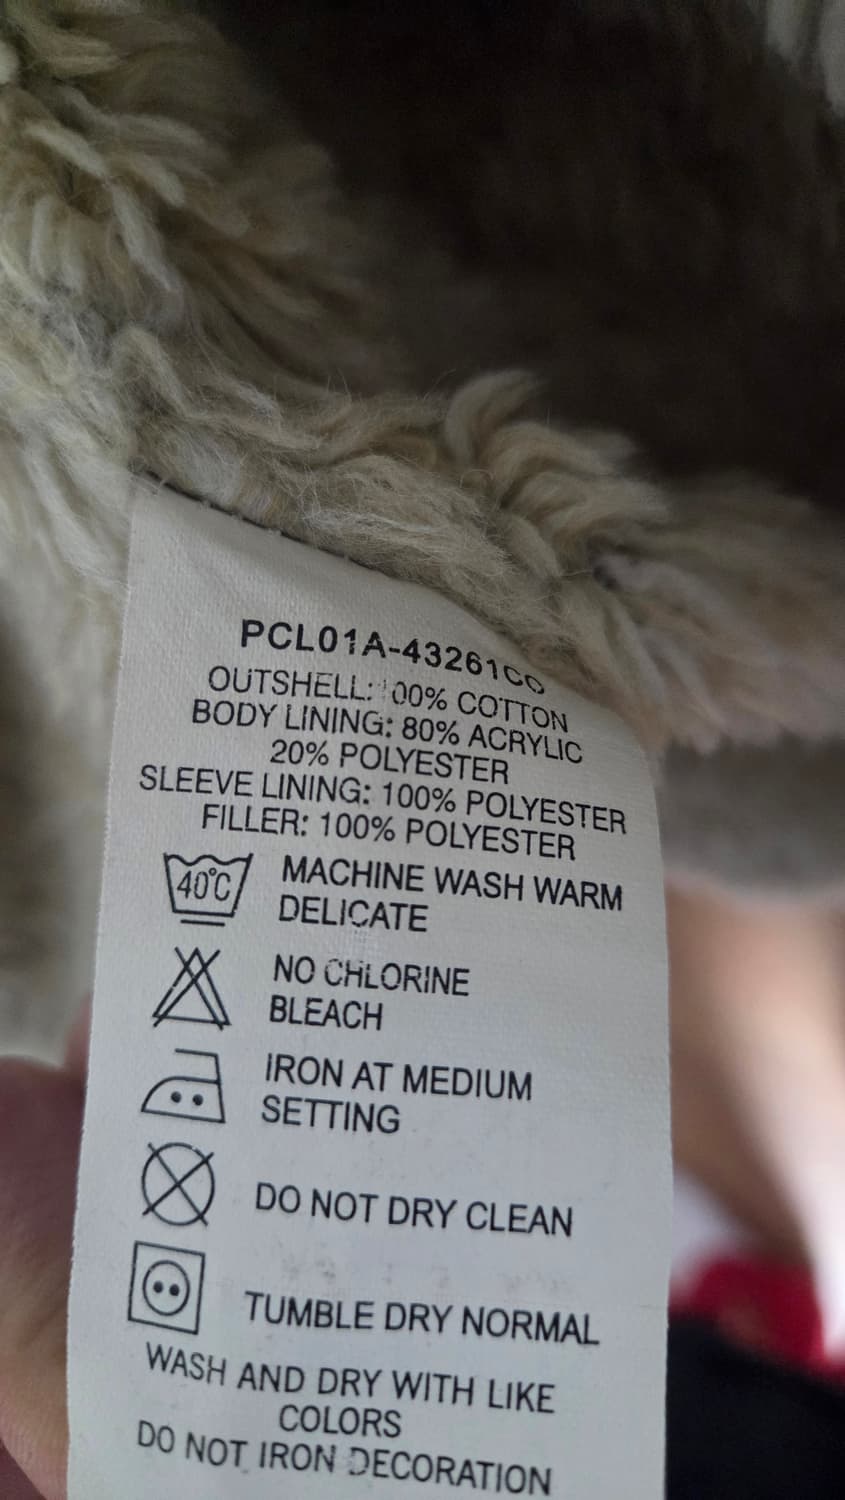 PCL01A-43261CO
OUTSHELL: 100% COTTON
BODY LINING: 80% ACRYLIC
20% POLYESTER
SLEEVE LINING: 100% POLYESTER
FILLER: 100% POLYESTER
40°C MACHINE WASH WARM
DELICATE
NO CHLORINE
BLEACH
IRON AT MEDIUM
SETTING
DO NOT DRY CLEAN
TUMBLE DRY NORMAL
WASH AND DRY WITH LIKE
COLORS
DO NOT IRON DECORATION